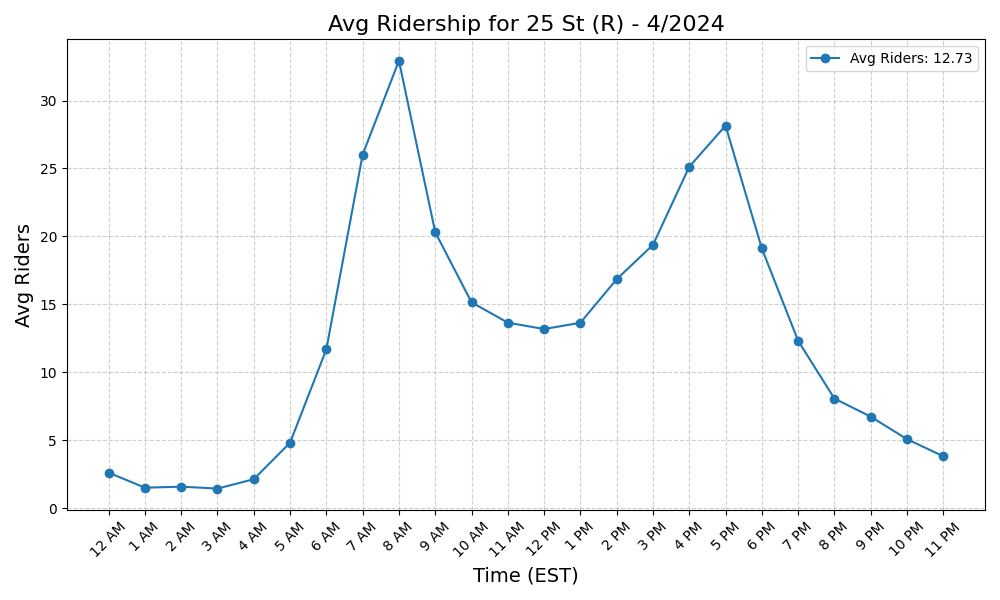 Avg Ridership for 25 St (R) - 4/2024
Avg Riders: 12.73
Avg Riders
30
25
20
15
10
5
0
12 AM
1 AM
2 AM
3 AM
4 AM
5 AM
6 AM
7 AM
8 AM
9 AM
10 AM
11 AM
12 PM
1 PM
2 PM
3 PM
4 PM
5 PM
6 PM
7 PM
8 PM
9 PM
10 PM
11 PM
Time (EST)